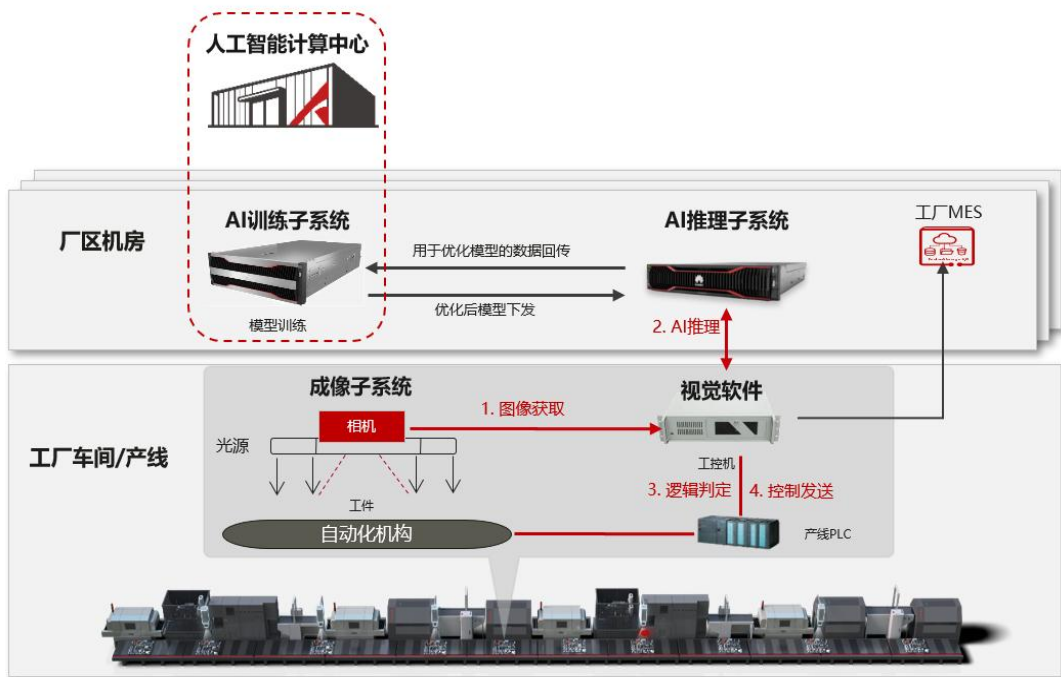 人工智能计算中心
厂区机房
AI训练子系统
模型训练
用于优化模型的数据回传
优化后模型下发
AI推理子系统
工厂MES
2. AI推理
工厂车间/产线
成像子系统
相机
光源
工件
自动化机构
1. 图像获取
视觉软件
工控机
3. 逻辑判定
4. 控制发送
产线PLC